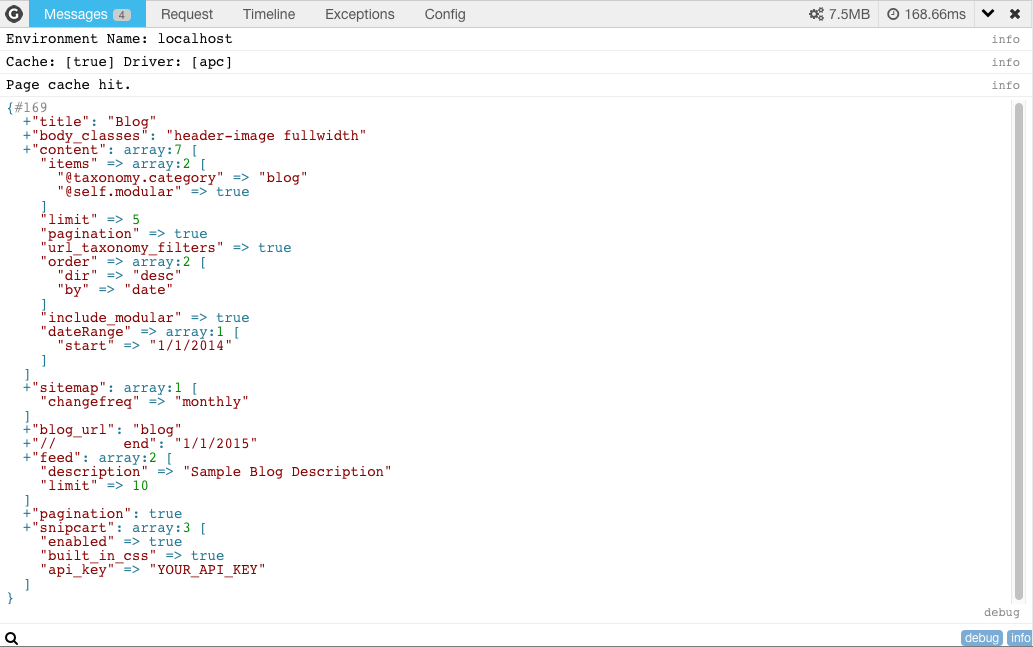 Messages 4 Request Timeline Exceptions Config 7.5MB 168.66ms
Environment Name: localhost info
Cache: [true] Driver: [apc] info
Page cache hit. info
{#169
+"title": "Blog"
+"body_classes": "header-image fullwidth"
+"content": array:7 [
"items" => array:2 [
"@taxonomy.category" => "blog"
"@self.modular" => true
]
"limit" => 5
"pagination" => true
"url_taxonomy_filters" => true
"order" => array:2 [
"dir" => "desc"
"by" => "date"
]
"include_modular" => true
"dateRange" => array:1 [
"start" => "1/1/2014"
]
]
+"sitemap": array:1 [
"changefreq" => "monthly"
]
+"blog_url": "blog"
+"//        end": "1/1/2015"
+"feed": array:2 [
"description" => "Sample Blog Description"
"limit" => 10
]
+"pagination": true
+"snipcart": array:3 [
"enabled" => true
"built_in_css" => true
"api_key" => "YOUR_API_KEY"
]
}
debug
debug info